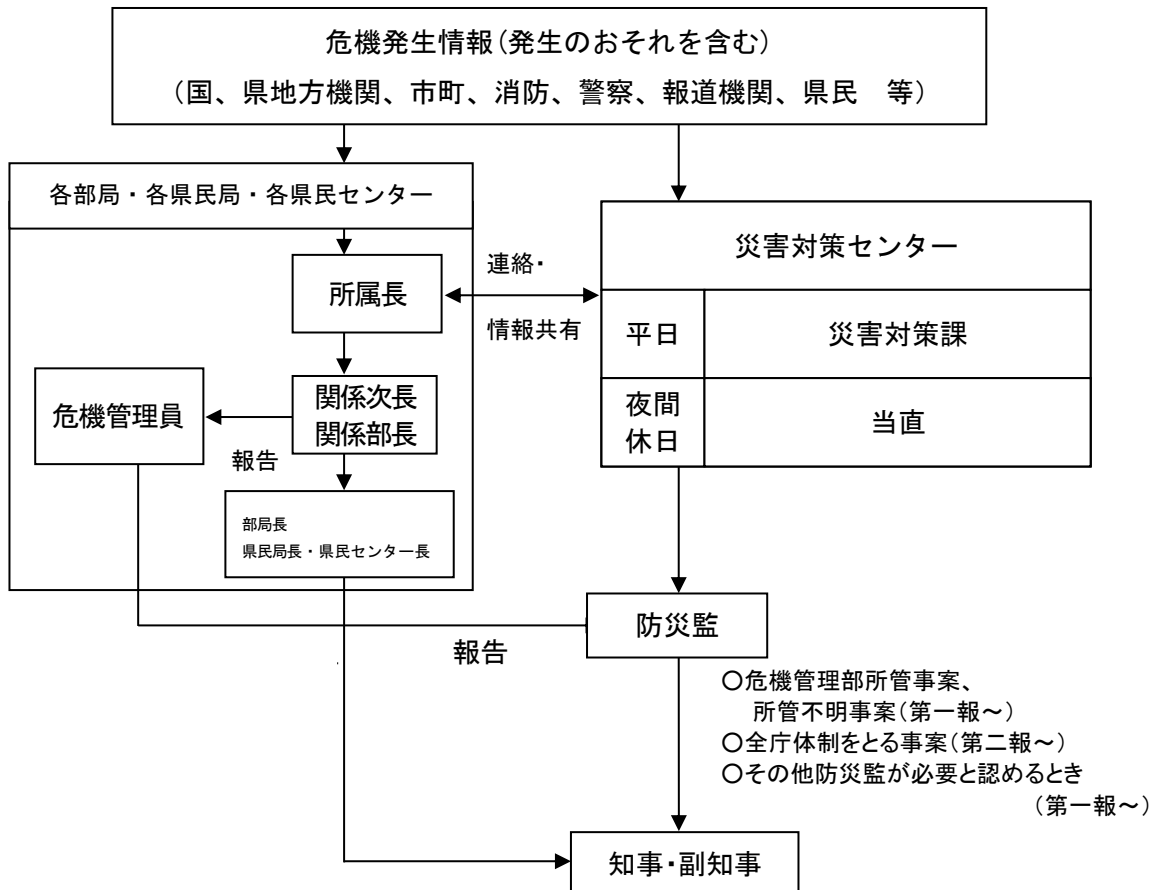 危機発生情報(発生のおそれを含む)
(国、県地方機関、市町、消防、警察、報道機関、県民　等)
各部局・各県民局・各県民センター
所属長
連絡・
情報共有
災害対策センター
平日
災害対策課
夜間
休日
当直
危機管理員
関係次長
関係部長
報告
部局長
県民局長・県民センター長
報告
防災監
○危機管理部所管事案、
所管不明事案(第一報～)
○全庁体制をとる事案(第二報～)
○その他防災監が必要と認めるとき
(第一報～)
知事・副知事